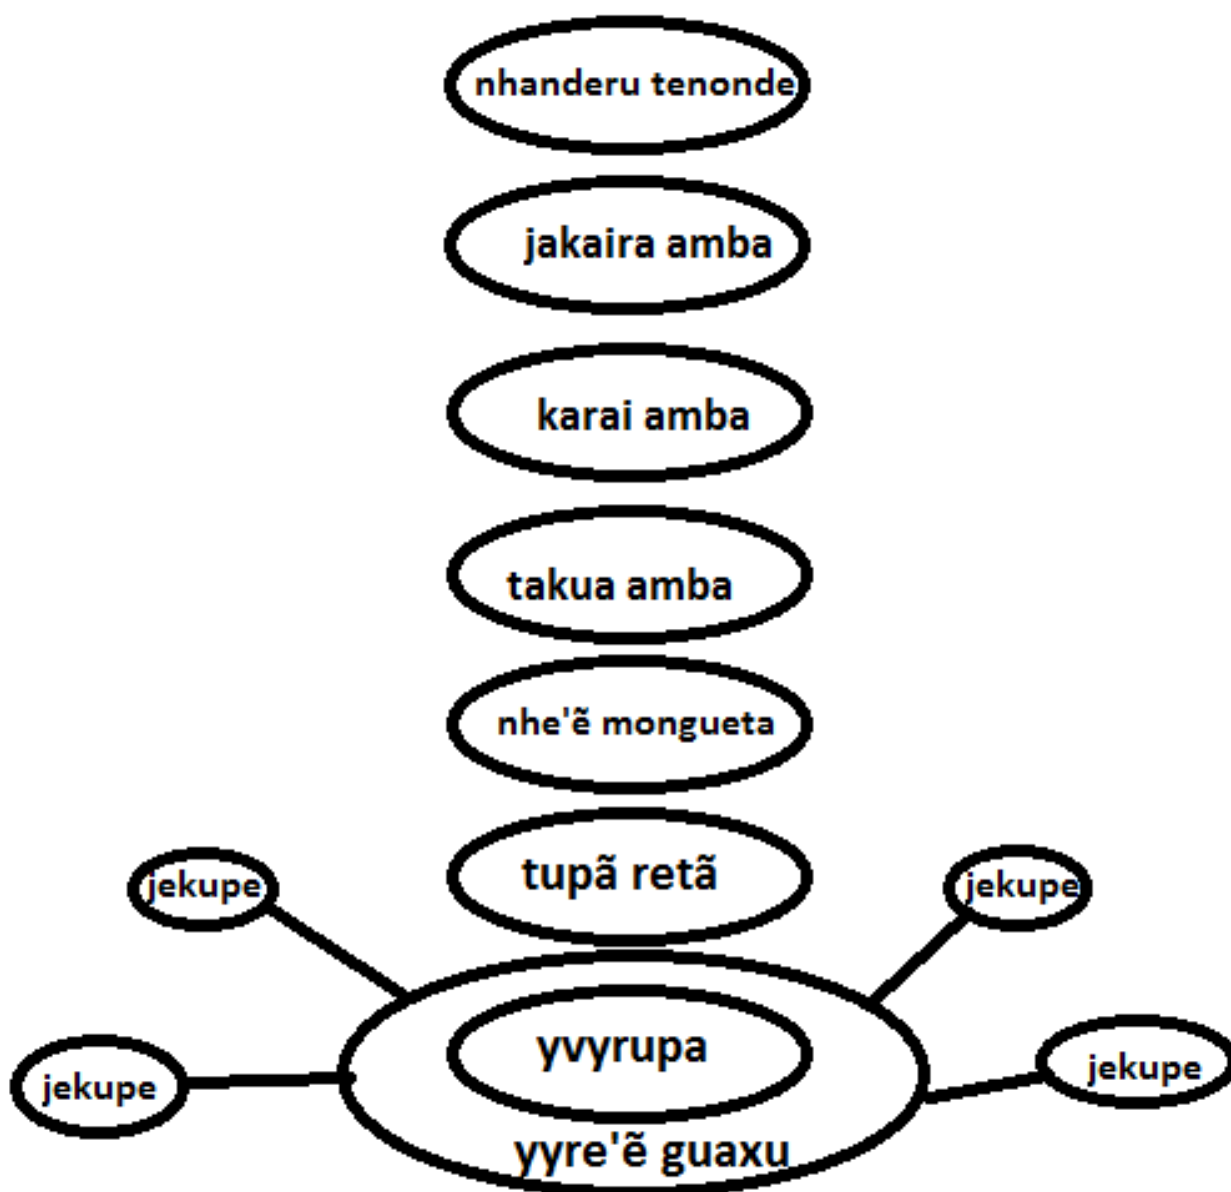 nhanderu tenonde
jakaira amba
karai amba
takua amba
nhe'ẽ mongueta
tupã retã
jekupe
jekupe
yvyrupa
jekupe
jekupe
yyre'ẽ guaxu